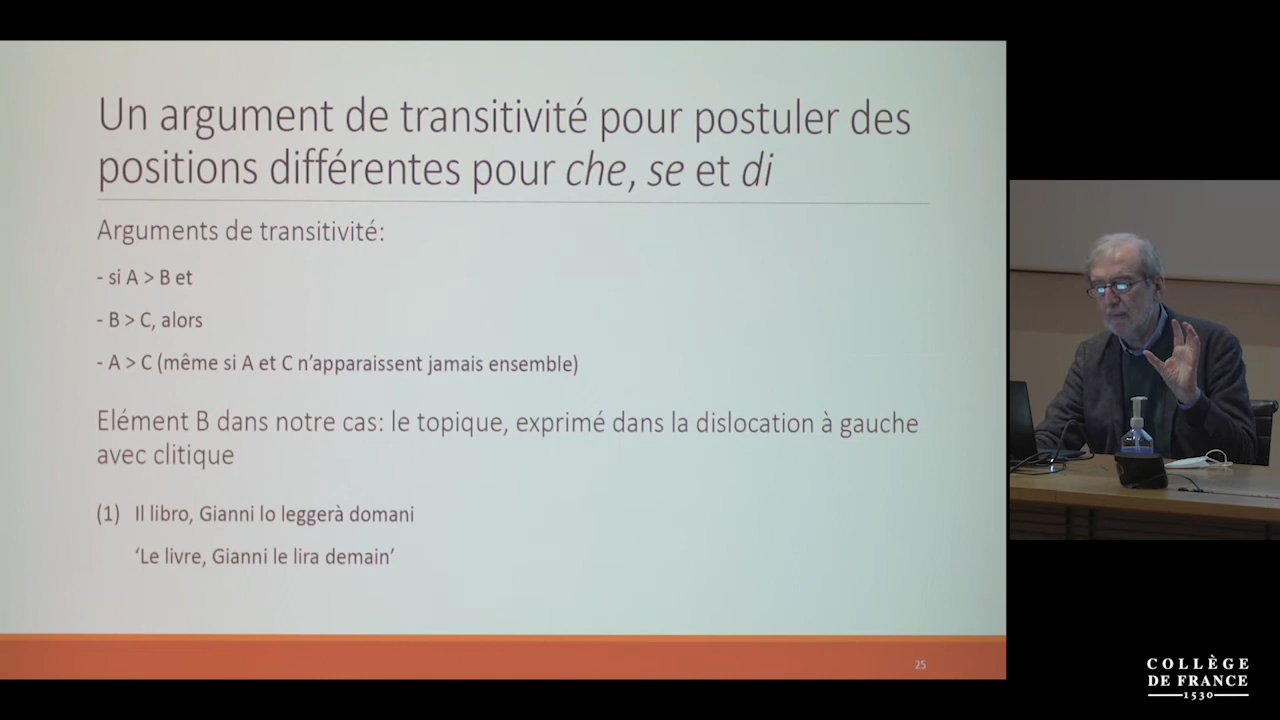 Un argument de transitivité pour postuler des
positions différentes pour che, se et di
Arguments de transitivité:
- si A > B et
- B > C, alors
- A > C (même si A et C n'apparaissent jamais ensemble)
Elément B dans notre cas: le topique, exprimé dans la dislocation à gauche
avec clitique
(1) Il libro, Gianni lo leggerà domani
'Le livre, Gianni le lira demain'
25
COLLÈGE
DE FRANCE
1530